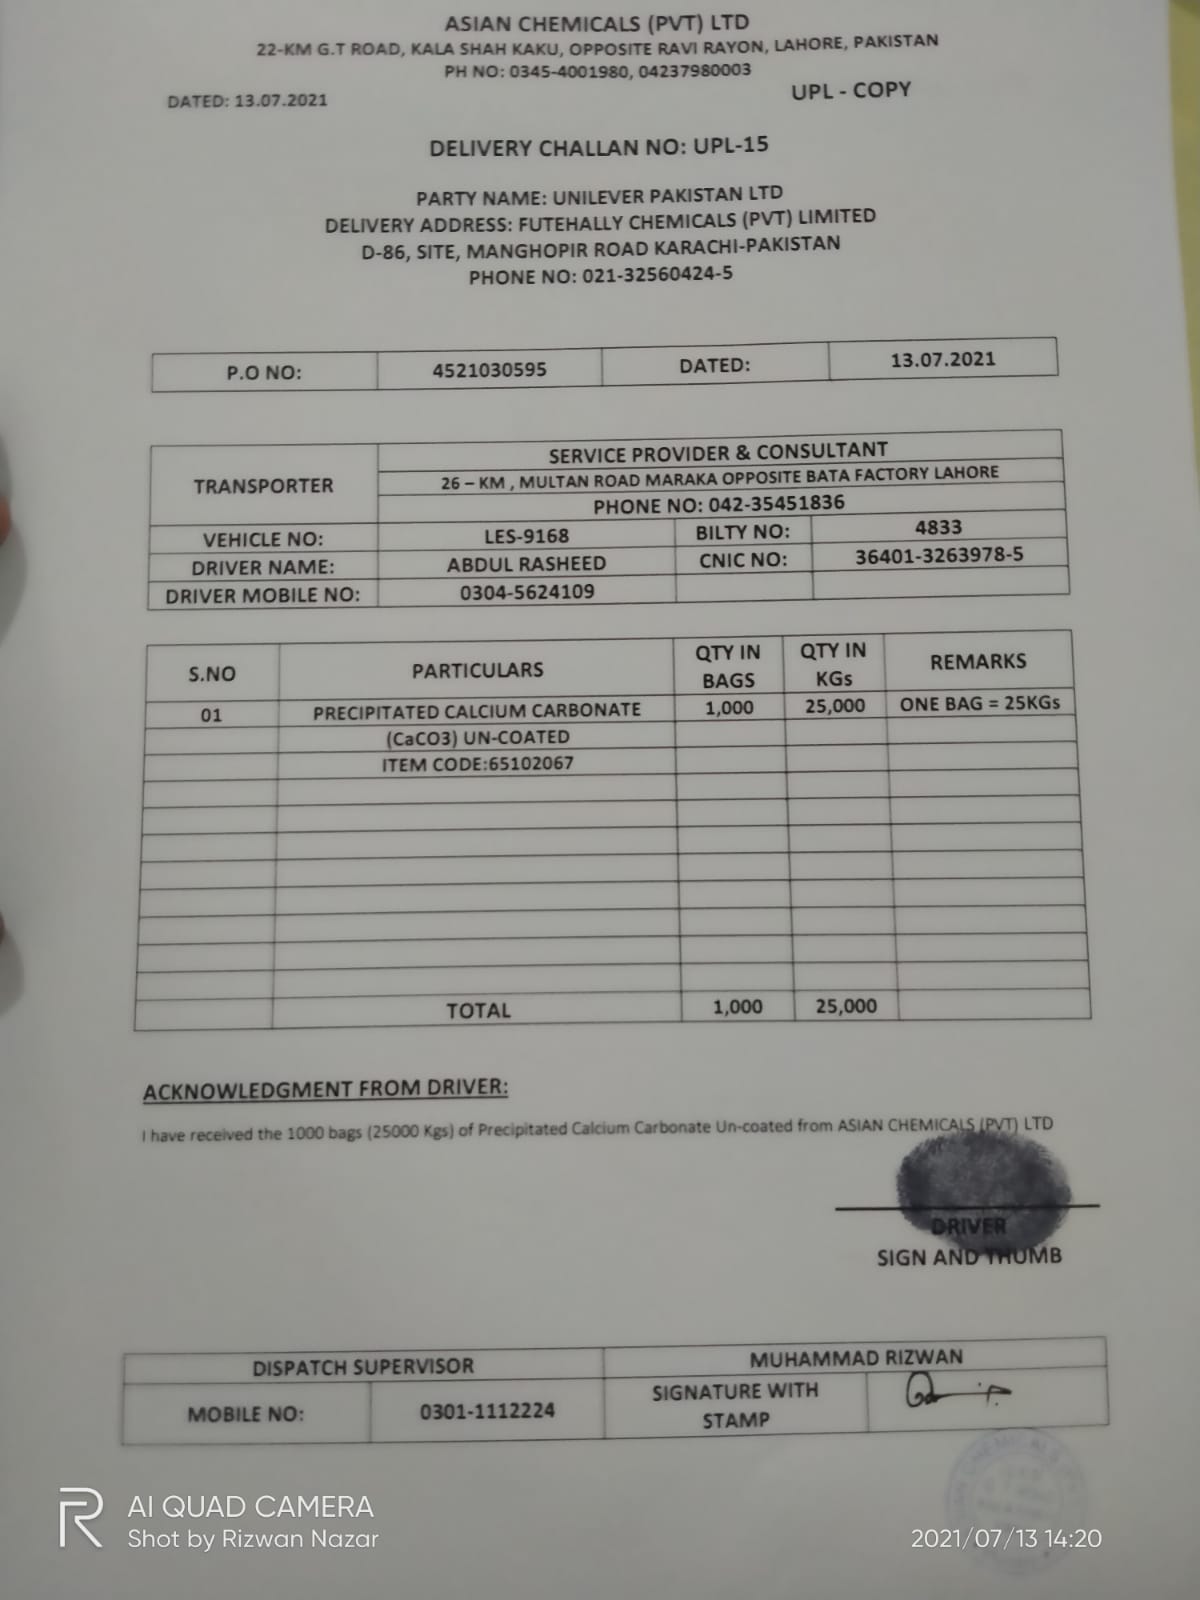 ASIAN CHEMICALS (PVT) LTD
22-KM G.T ROAD, KALA SHAH KAKU, OPPOSITE RAVI RAYON, LAHORE, PAKISTAN
PH NO: 0345-4001980, 04237980003
DATED: 13.07.2021 UPL - COPY
DELIVERY CHALLAN NO: UPL-15
PARTY NAME: UNILEVER PAKISTAN LTD
DELIVERY ADDRESS: FUTEHALLY CHEMICALS (PVT) LIMITED
D-86, SITE, MANGHOPIR ROAD KARACHI-PAKISTAN
PHONE NO: 021-32560424-5
P.O NO: 4521030595 DATED: 13.07.2021
TRANSPORTER
SERVICE PROVIDER & CONSULTANT
26 – KM , MULTAN ROAD MARAKA OPPOSITE BATA FACTORY LAHORE
PHONE NO: 042-35451836
VEHICLE NO: LES-9168 BILTY NO: 4833
DRIVER NAME: ABDUL RASHEED CNIC NO: 36401-3263978-5
DRIVER MOBILE NO: 0304-5624109
S.NO PARTICULARS QTY IN BAGS QTY IN KGs REMARKS
01 PRECIPITATED CALCIUM CARBONATE 1,000 25,000 ONE BAG = 25KGs
(CaCO3) UN-COATED
ITEM CODE:65102067
TOTAL 1,000 25,000
ACKNOWLEDGMENT FROM DRIVER:
I have received the 1000 bags (25000 Kgs) of Precipitated Calcium Carbonate Un-coated from ASIAN CHEMICALS (PVT) LTD
DRIVER
SIGN AND THUMB
DISPATCH SUPERVISOR MUHAMMAD RIZWAN
MOBILE NO: 0301-1112224 SIGNATURE WITH STAMP
AI QUAD CAMERA
Shot by Rizwan Nazar
2021/07/13 14:20